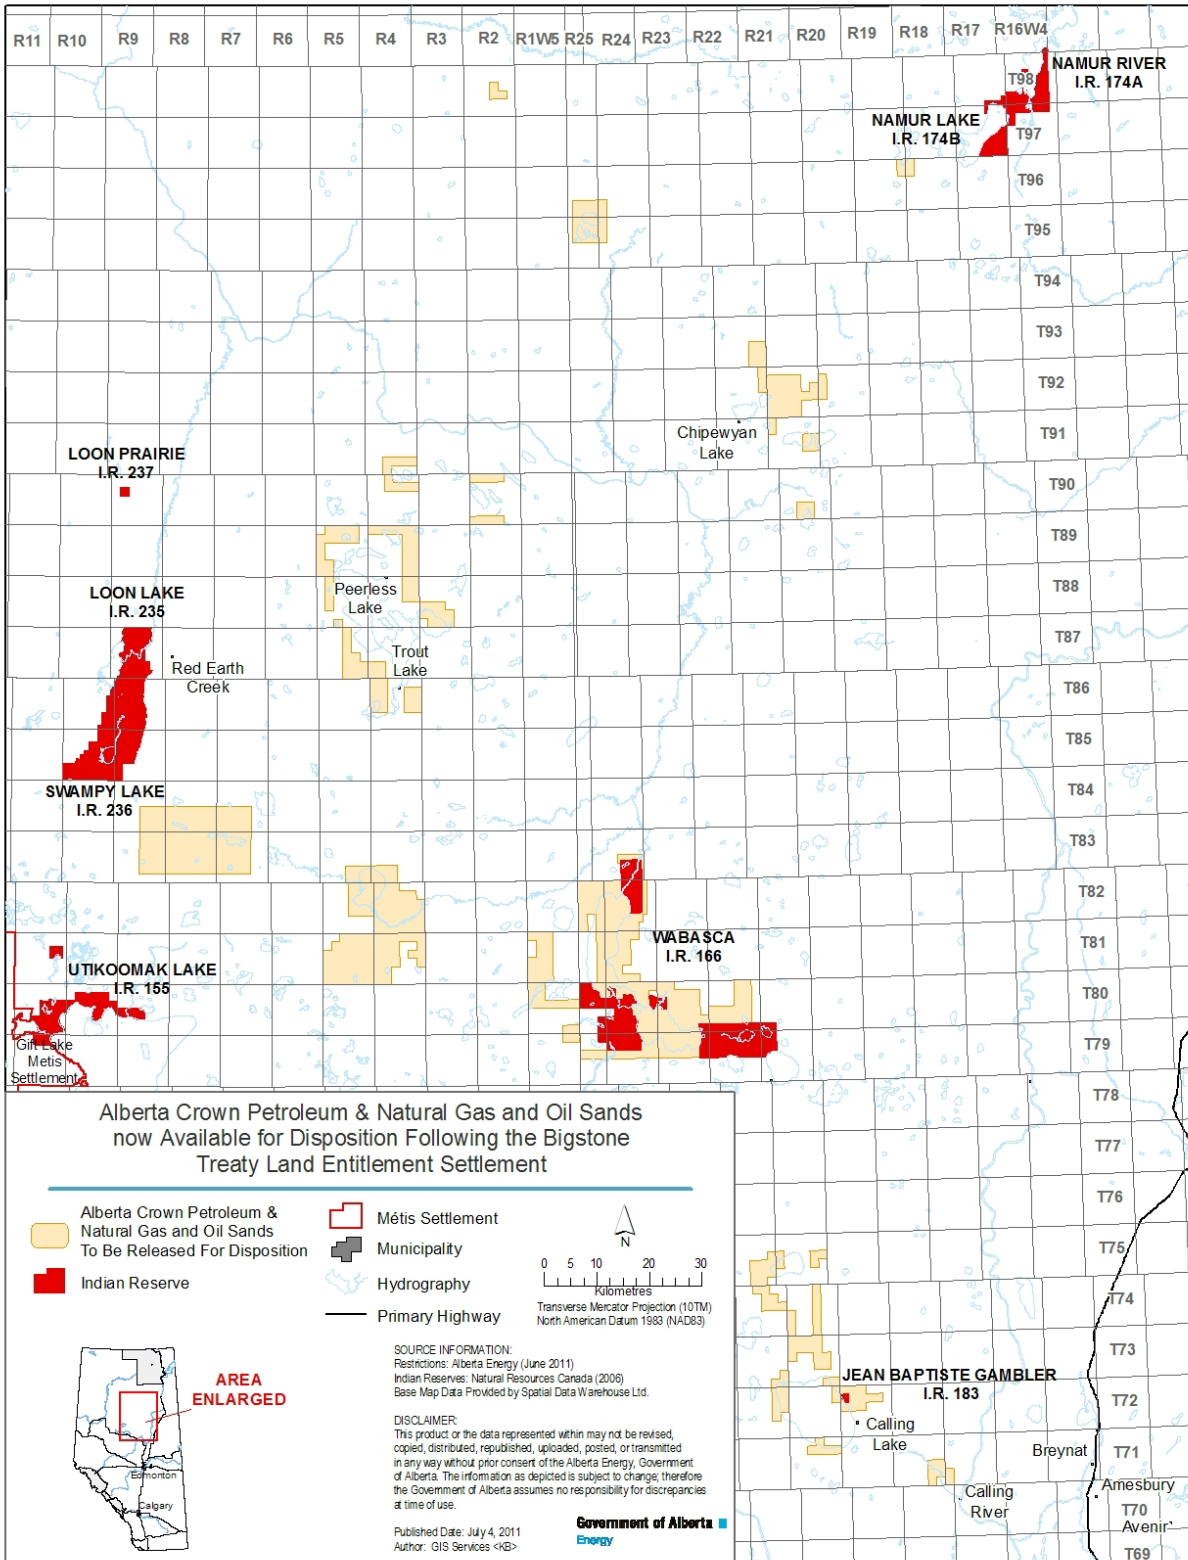 R11 R10 R9 R8 R7 R6 R5 R4 R3 R2 R1W5 R25 R24 R23 R22 R21 R20 R19 R18 R17 R16W4
NAMUR RIVER
I.R. 174A
T98
NAMUR LAKE
I.R. 174B
T97
T96
T95
T94
T93
T92
T91
Chipewyan
Lake
LOON PRAIRIE
I.R. 237
T90
T89
T88
Peerless
Lake
LOON LAKE
I.R. 235
T87
Trout
Lake
Red Earth
Creek
T86
T85
SWAMPY LAKE
I.R. 236
T84
T83
T82
WABASCA
I.R. 166
T81
UTIKOOMAK LAKE
I.R. 155
T80
T79
Gift Lake
Metis
Settlement
T78
T77
T76
T75
T74
T73
JEAN BAPTISTE GAMBLER
I.R. 183
T72
Calling
Lake
Breynat
T71
Amesbury
Calling
River
T70
Avenir
T69
Alberta Crown Petroleum & Natural Gas and Oil Sands
now Available for Disposition Following the Bigstone
Treaty Land Entitlement Settlement
Alberta Crown Petroleum &
Natural Gas and Oil Sands
To Be Released For Disposition
Indian Reserve
Métis Settlement
Municipality
Hydrography
Primary Highway
N
0 5 10 20 30
Kilometres
Transverse Mercator Projection (10TM)
North American Datum 1983 (NAD83)
SOURCE INFORMATION:
Restrictions: Alberta Energy (June 2011)
Indian Reserves: Natural Resources Canada (2006)
Base Map Data Provided by Spatial Data Warehouse Ltd.
AREA
ENLARGED
Edmonton
Calgary
DISCLAIMER:
This product or the data represented within may not be revised,
copied, distributed, republished, uploaded, posted, or transmitted
in any way without prior consent of the Alberta Energy, Government
of Alberta. The information as depicted is subject to change; therefore
the Government of Alberta assumes no responsibility for discrepancies
at time of use.
Published Date: July 4, 2011
Author: GIS Services <KB>
Government of Alberta
Energy